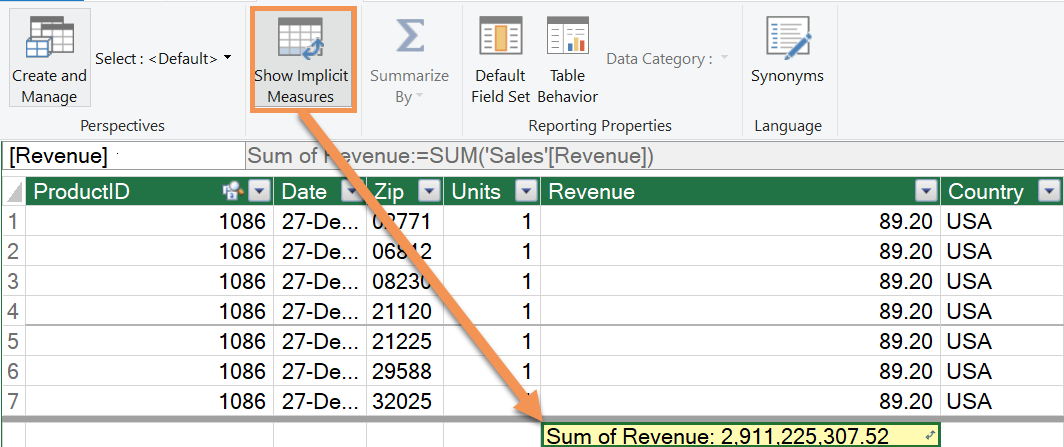 Create and
Manage
Select : <Default>
Perspectives
Show Implicit
Measures
Summarize
By
Default
Field Set
Table
Behavior
Data Category :
Reporting Properties
Synonyms
Language
[Revenue]
Sum of Revenue:=SUM('Sales'[Revenue])
ProductID Date Zip Units Revenue Country
1 1086 27-De... 02771 1 89.20 USA
2 1086 27-De... 06812 1 89.20 USA
3 1086 27-De... 08230 1 89.20 USA
4 1086 27-De... 21120 1 89.20 USA
5 1086 27-De... 21225 1 89.20 USA
6 1086 27-De... 29588 1 89.20 USA
7 1086 27-De... 32025 89.20 USA
Sum of Revenue: 2,911,225,307.52